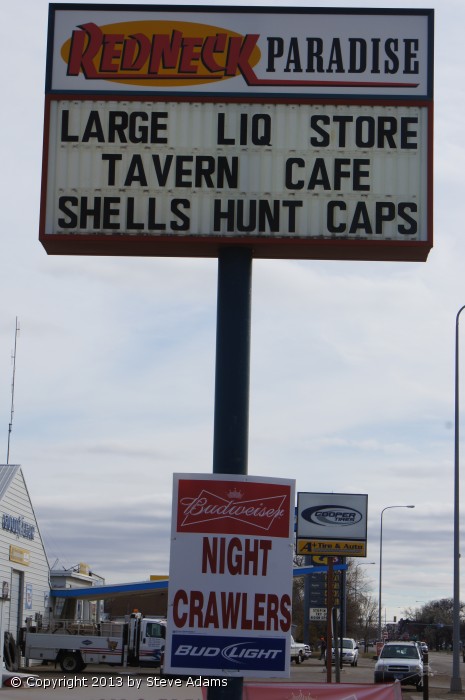 Redneck PARADISE
LARGE LIQ STORE
TAVERN CAFE
SHELLS HUNT CAPS
Budweiser
NIGHT
CRAWLERS
BUD LIGHT
COOPER
TIRES
A+ Tire & Auto
© Copyright 2013 by Steve Adams